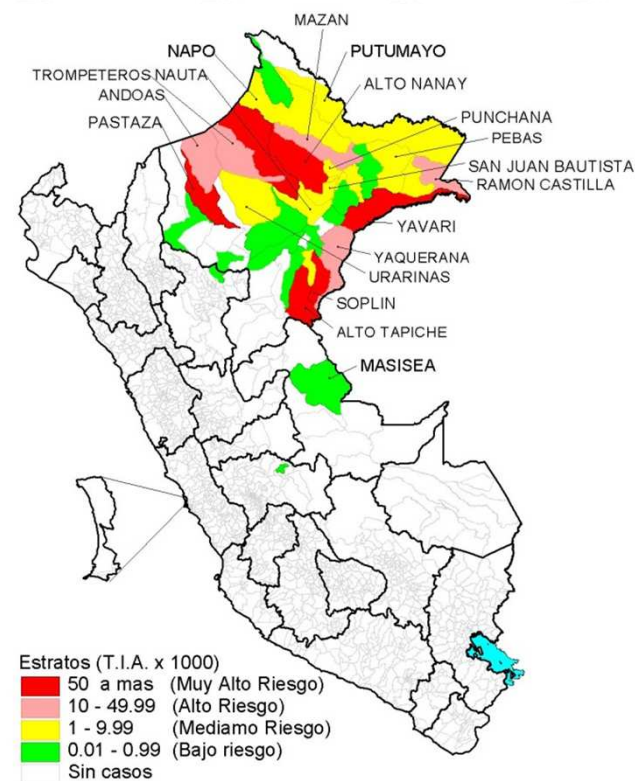 MAZAN
NAPO
PUTUMAYO
TROMPETEROS NAUTA
ALTO NANAY
ANDOAS
PUNCHANA
PASTAZA
PEBAS
SAN JUAN BAUTISTA
RAMON CASTILLA
YAVARI
YAQUERANA
URARINAS
SOPLIN
ALTO TAPICHE
MASISEA
Estratos (T.I.A. x 1000)
50 a mas (Muy Alto Riesgo)
10 - 49.99 (Alto Riesgo)
1 - 9.99 (Mediamo Riesgo)
0.01 - 0.99 (Bajo riesgo)
Sin casos